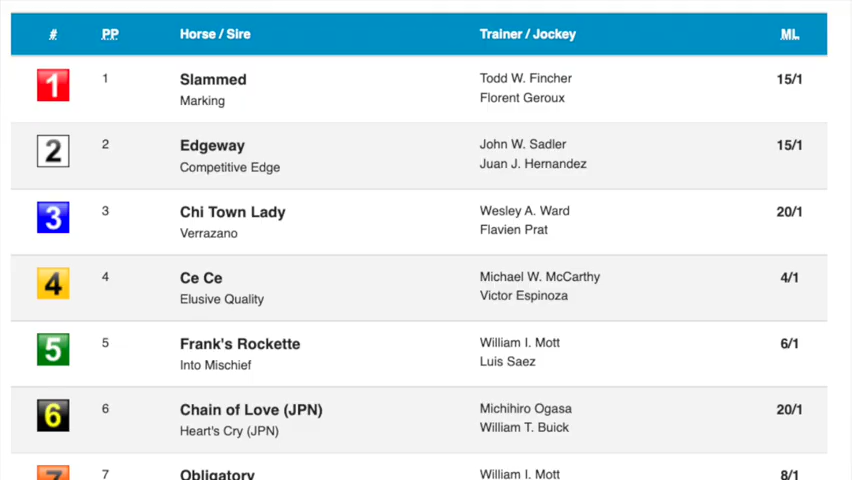 # PP Horse / Sire Trainer / Jockey ML
1 1 Slammed Todd W. Fincher 15/1
Marking Florent Geroux
2 2 Edgeway John W. Sadler 15/1
Competitive Edge Juan J. Hernandez
3 3 Chi Town Lady Wesley A. Ward 20/1
Verrazano Flavien Prat
4 4 Ce Ce Michael W. McCarthy 4/1
Elusive Quality Victor Espinoza
5 5 Frank's Rockette William I. Mott 6/1
Into Mischief Luis Saez
6 6 Chain of Love (JPN) Michihiro Ogasa 20/1
Heart's Cry (JPN) William T. Buick
7 7 Obligatory William I. Mott 8/1